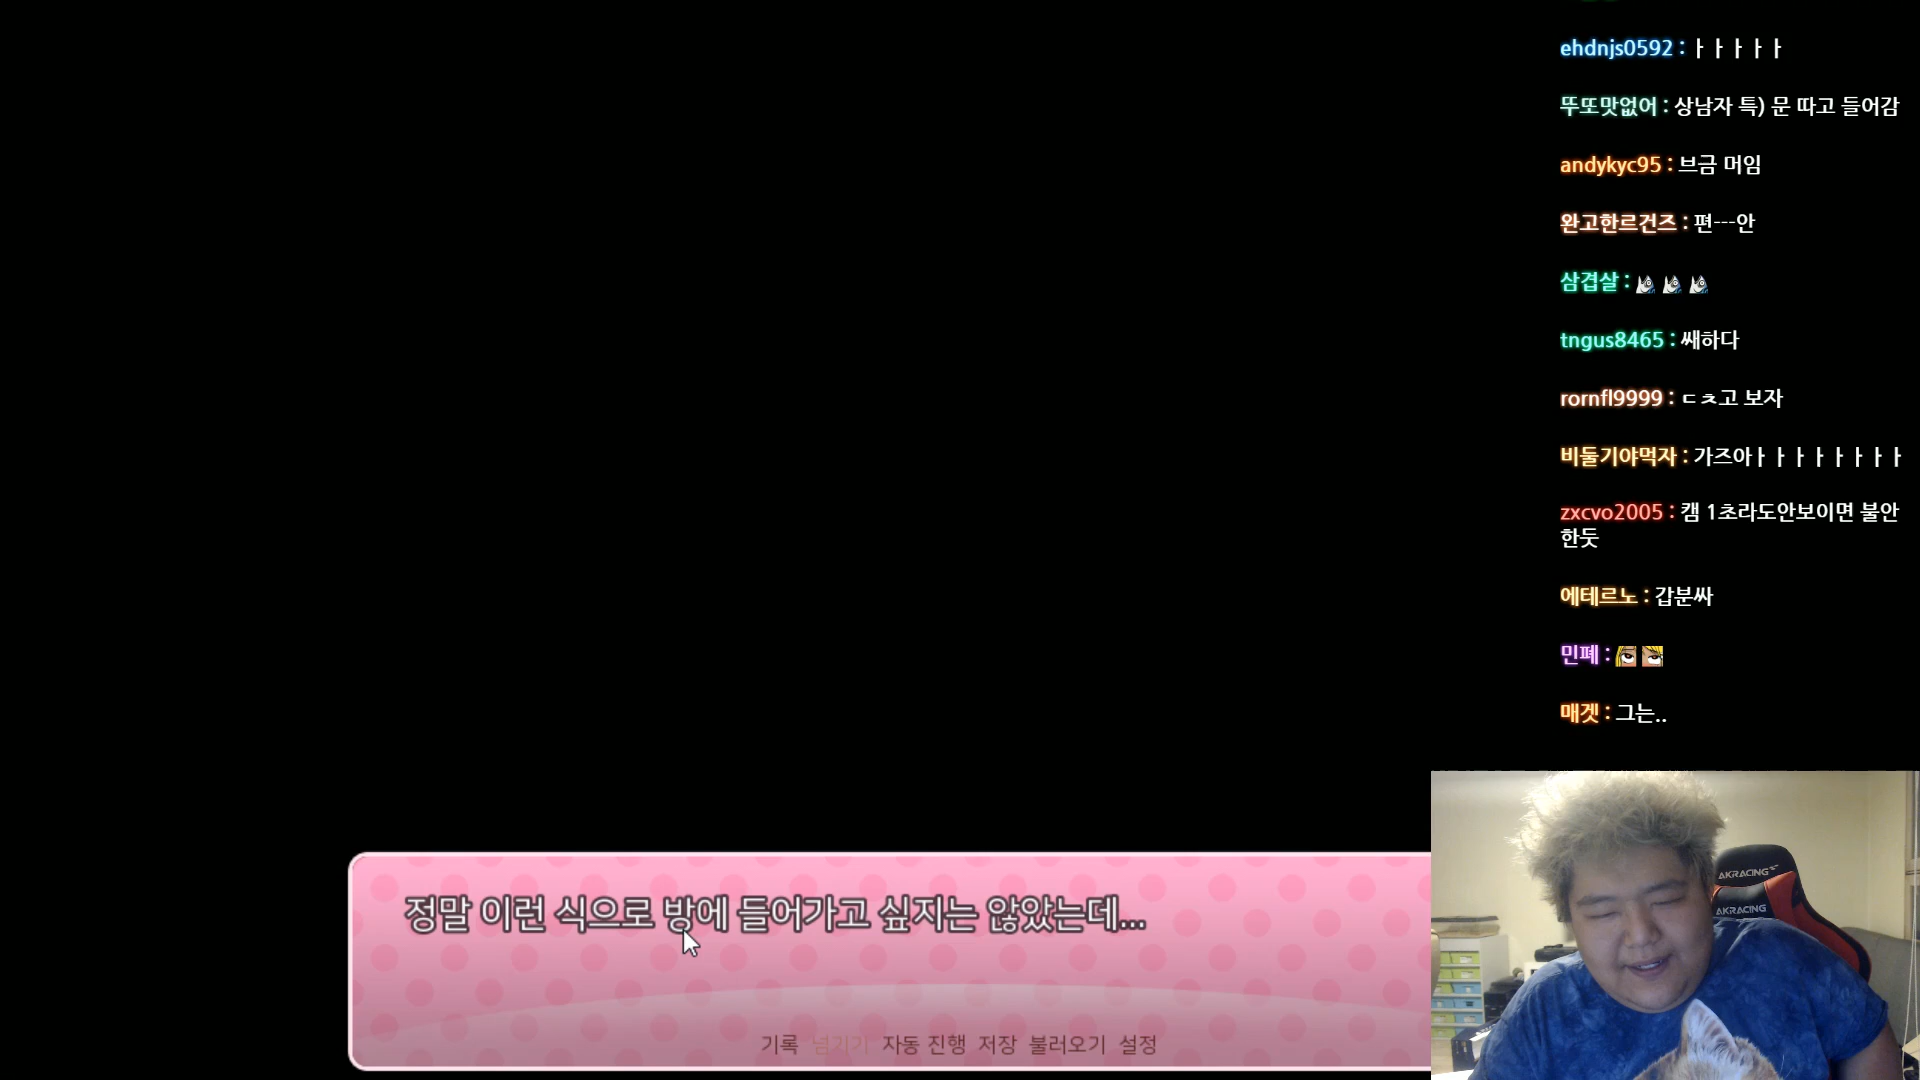 ehdnjs0592 : ㅏㅏㅏㅏㅏ
뚜또맛없어 : 상남자 특) 문 따고 들어감
andykyc95 : 브금 머임
완고한르건즈 : 편---안
삼겹살 :
tngus8465 : 쌔하다
rornfl9999 : ㄷㅊ고 보자
비둘기야먹자 : 가즈아ㅏㅏㅏㅏㅏㅏㅏㅏ
zxcvo2005 : 캠 1초라도안보이면 불안
한듯
에테르노 : 갑분싸
민폐 :
매겟 : 그는..
AKRACING
AKRACING
정말 이런 식으로 방에 들어가고 싶지는 않았는데...
기록 넘기기 자동 진행 저장 불러오기 설정